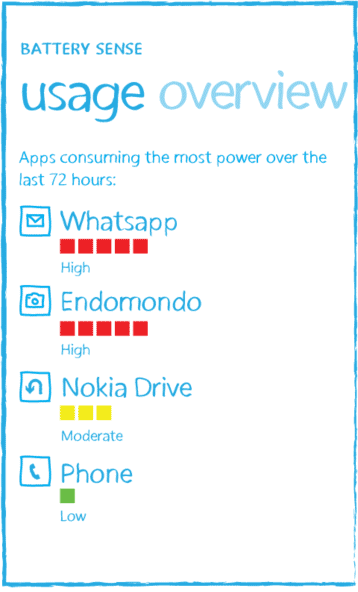 BATTERY SENSE
usage overview
Apps consuming the most power over the
last 72 hours:
Whatsapp
High
Endomondo
High
Nokia Drive
Moderate
Phone
Low